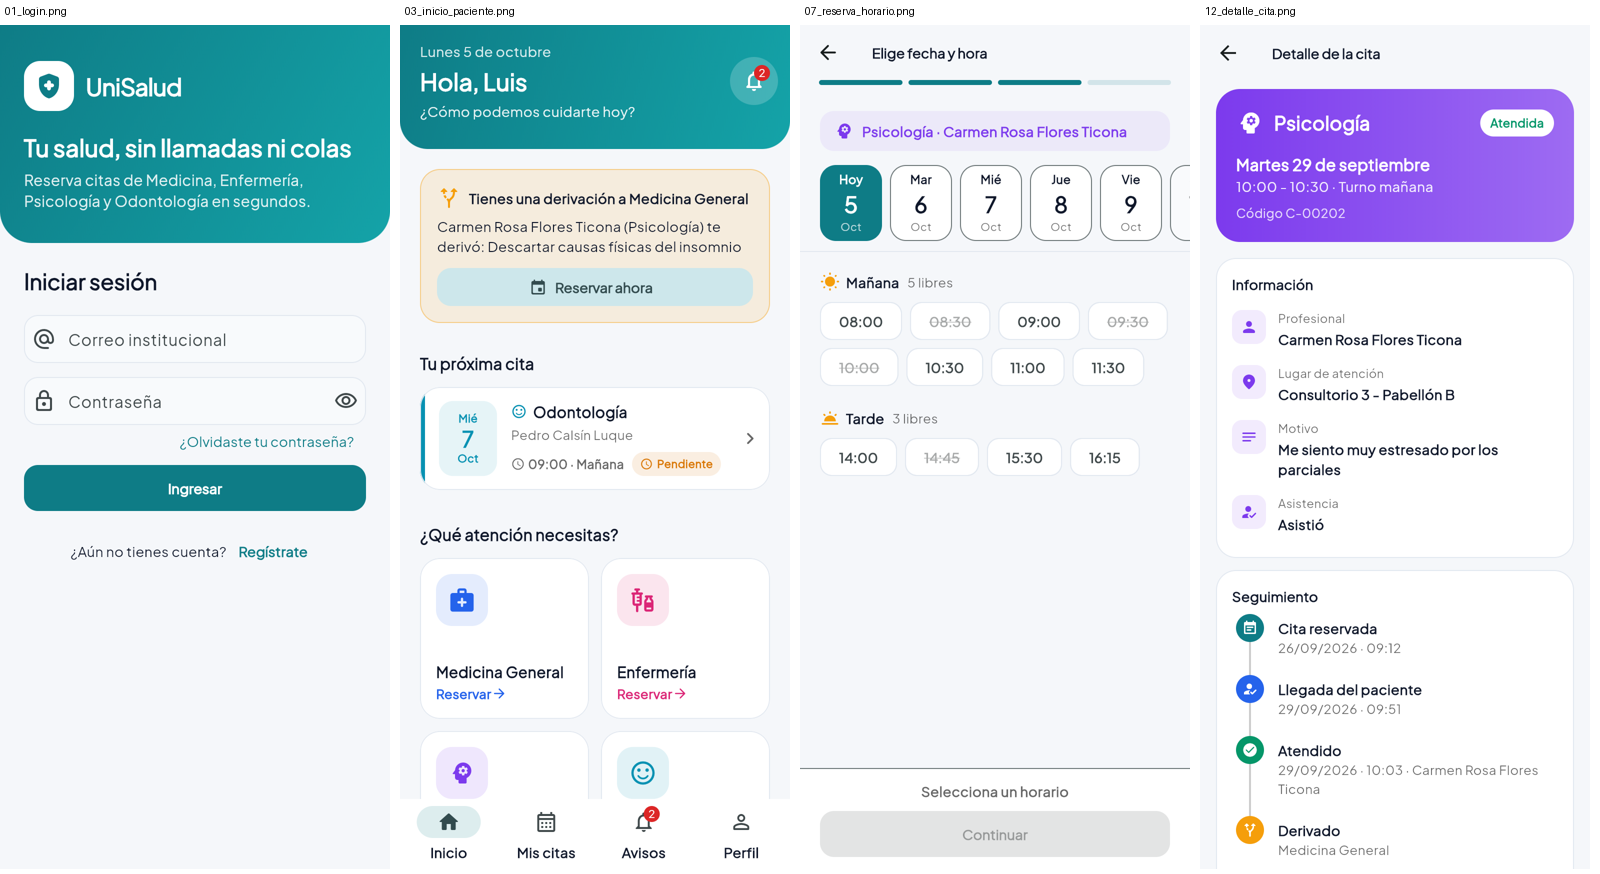 01_login.png
UniSalud
Tu salud, sin llamadas ni colas
Reserva citas de Medicina, Enfermería,
Psicología y Odontología en segundos.
Iniciar sesión
Correo institucional
Contraseña
¿Olvidaste tu contraseña?
Ingresar
¿Aún no tienes cuenta? Regístrate
03_inicio_paciente.png
Lunes 5 de octubre
Hola, Luis
2
¿Cómo podemos cuidarte hoy?
Tienes una derivación a Medicina General
Carmen Rosa Flores Ticona (Psicología) te
derivó: Descartar causas físicas del insomnio
Reservar ahora
Tu próxima cita
Mié
7
Oct
Odontología
Pedro Calsín Luque
09:00 · Mañana
Pendiente
¿Qué atención necesitas?
Medicina General
Reservar
Enfermería
Reservar
Inicio
Mis citas
2
Avisos
Perfil
07_reserva_horario.png
Elige fecha y hora
Psicología · Carmen Rosa Flores Ticona
Hoy
5
Oct
Mar
6
Oct
Mié
7
Oct
Jue
8
Oct
Vie
9
Oct
Mañana 5 libres
08:00 08:30 09:00 09:30
10:00 10:30 11:00 11:30
Tarde 3 libres
14:00 14:45 15:30 16:15
Selecciona un horario
Continuar
12_detalle_cita.png
Detalle de la cita
Psicología
Atendida
Martes 29 de septiembre
10:00 - 10:30 · Turno mañana
Código C-00202
Información
Profesional
Carmen Rosa Flores Ticona
Lugar de atención
Consultorio 3 - Pabellón B
Motivo
Me siento muy estresado por los
parciales
Asistencia
Asistió
Seguimiento
Cita reservada
26/09/2026 · 09:12
Llegada del paciente
29/09/2026 · 09:51
Atendido
29/09/2026 · 10:03 · Carmen Rosa Flores
Ticona
Derivado
Medicina General